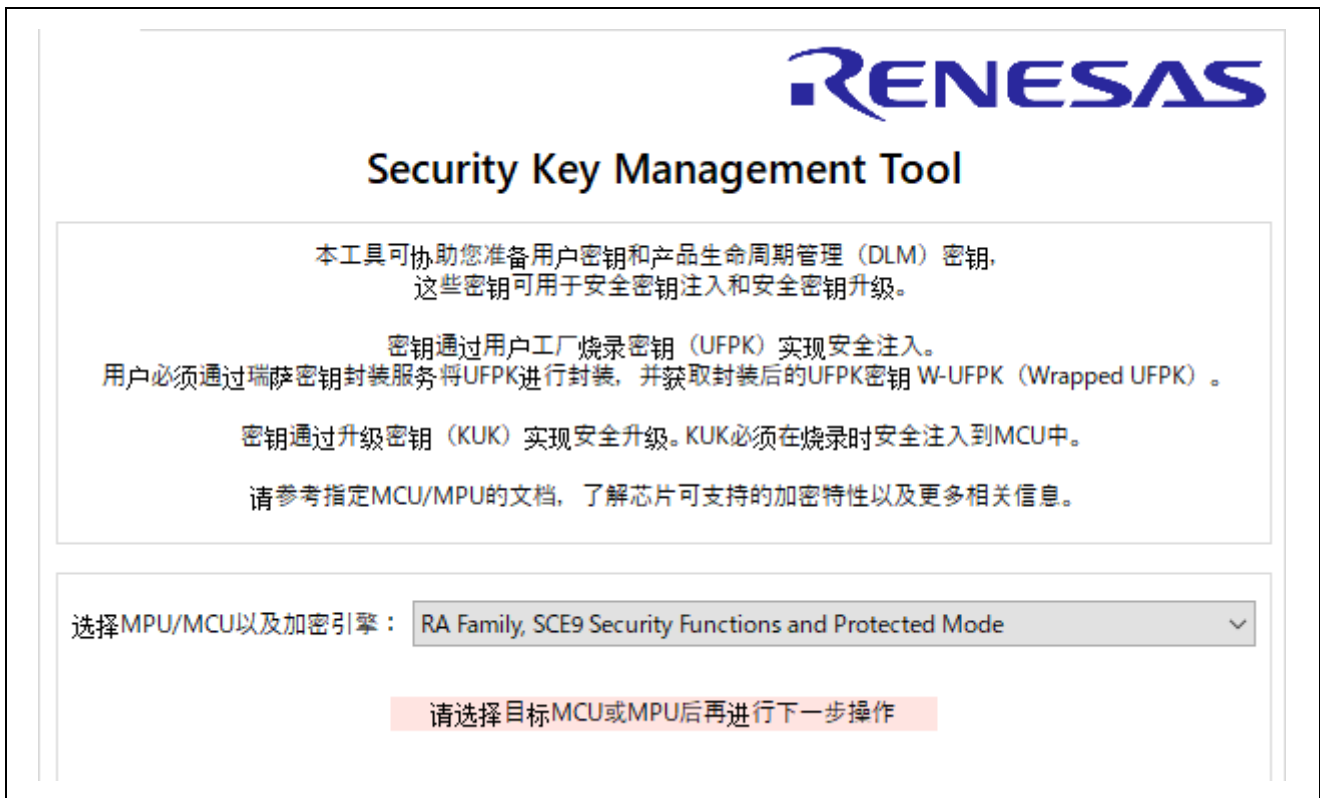 RENESAS
Security Key Management Tool
本工具可协助您准备用户密钥和产品生命周期管理（DLM）密钥，
这些密钥可用于安全密钥注入和安全密钥升级。
密钥通过用户工厂烧录密钥（UFPK）实现安全注入。
用户必须通过瑞萨密钥封装服务将UFPK进行封装，并获取封装后的UFPK密钥 W-UFPK（Wrapped UFPK）。
密钥通过升级密钥（KUK）实现安全升级。KUK必须在烧录时安全注入到MCU中。
请参考指定MCU/MPU的文档，了解芯片可支持的加密特性以及更多相关信息。
选择MPU/MCU以及加密引擎： RA Family, SCE9 Security Functions and Protected Mode
请选择目标MCU或MPU后再进行下一步操作